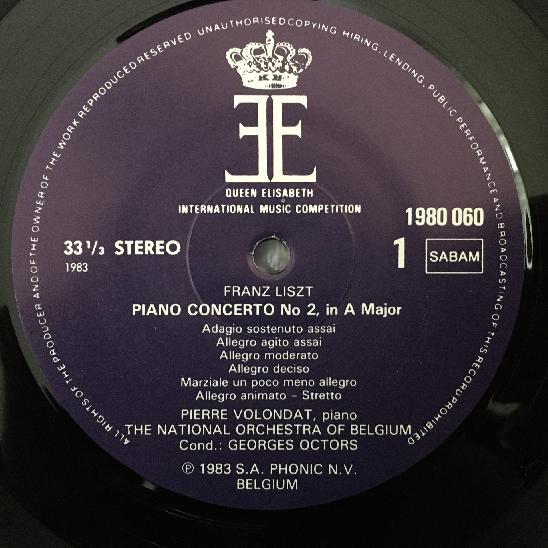 ALL RIGHTS OF THE PRODUCER AND OF THE OWNER OF THE WORK REPRODUCED RESERVED. UNAUTHORISED COPYING, HIRING, LENDING, PUBLIC PERFORMANCE AND BROADCASTING OF THIS RECORD PROHIBITED
EE
QUEEN ELISABETH
INTERNATIONAL MUSIC COMPETITION
1980 060
33 1/3 STEREO
1983
1
SABAM
FRANZ LISZT
PIANO CONCERTO No 2, in A Major
Adagio sostenuto assai
Allegro agito assai
Allegro moderato
Allegro deciso
Marziale un poco meno allegro
Allegro animato - Stretto
PIERRE VOLONDAT, piano
THE NATIONAL ORCHESTRA OF BELGIUM
Cond.: GEORGES OCTORS
℗ 1983 S.A. PHONIC N.V.
BELGIUM